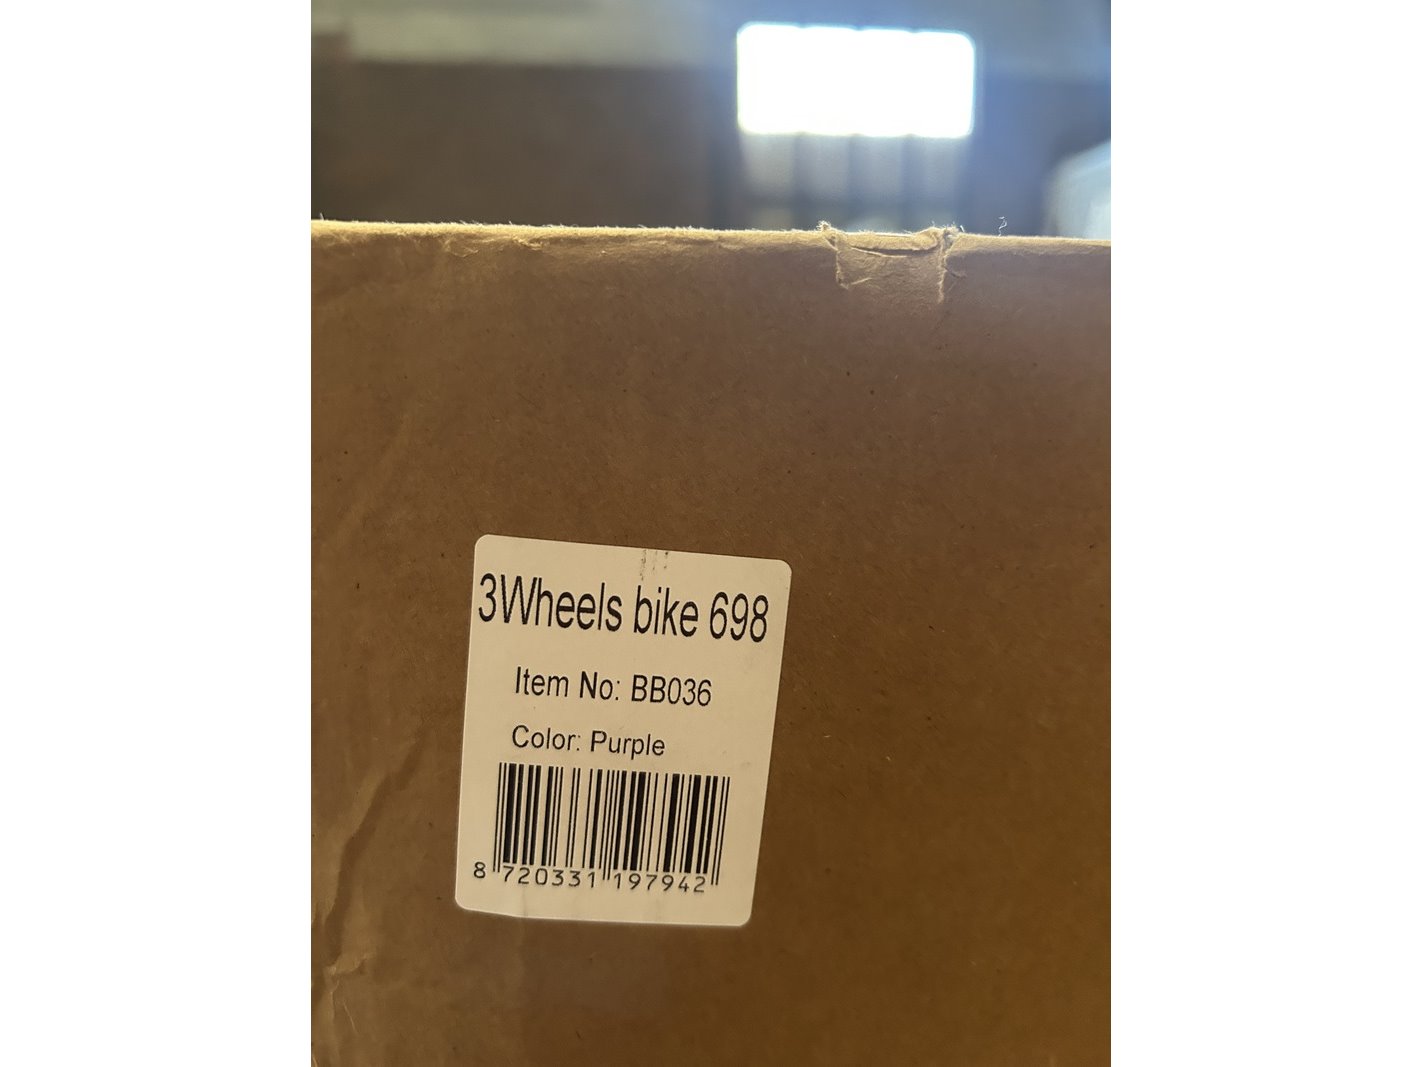 3Wheels bike 698
Item No: BB036
Color: Purple
8 720331 197942